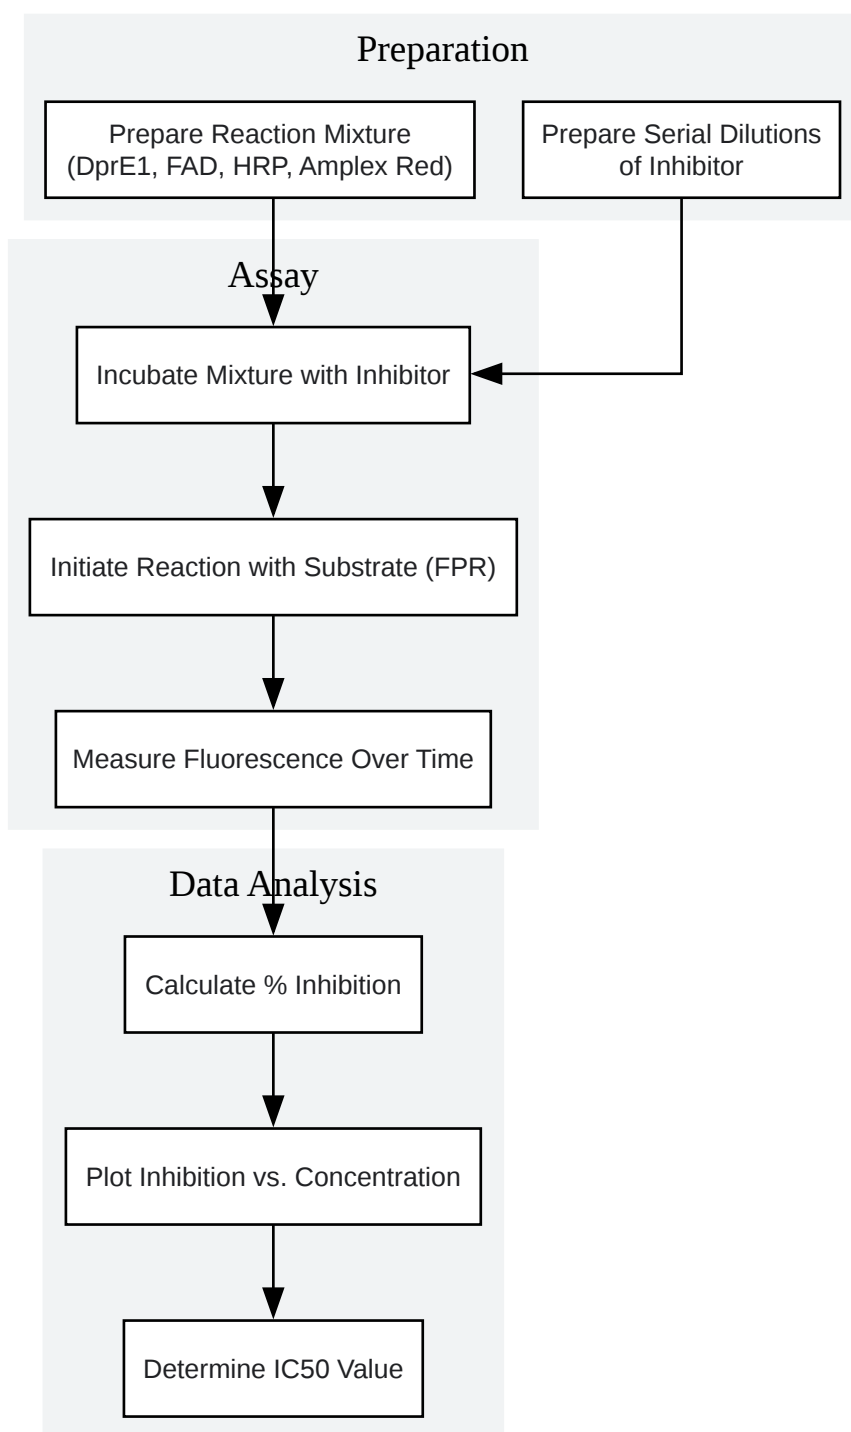 Preparation
Prepare Reaction Mixture
(DprE1, FAD, HRP, Amplex Red)
Prepare Serial Dilutions
of Inhibitor
Assay
Incubate Mixture with Inhibitor
Initiate Reaction with Substrate (FPR)
Measure Fluorescence Over Time
Data Analysis
Calculate % Inhibition
Plot Inhibition vs. Concentration
Determine IC50 Value